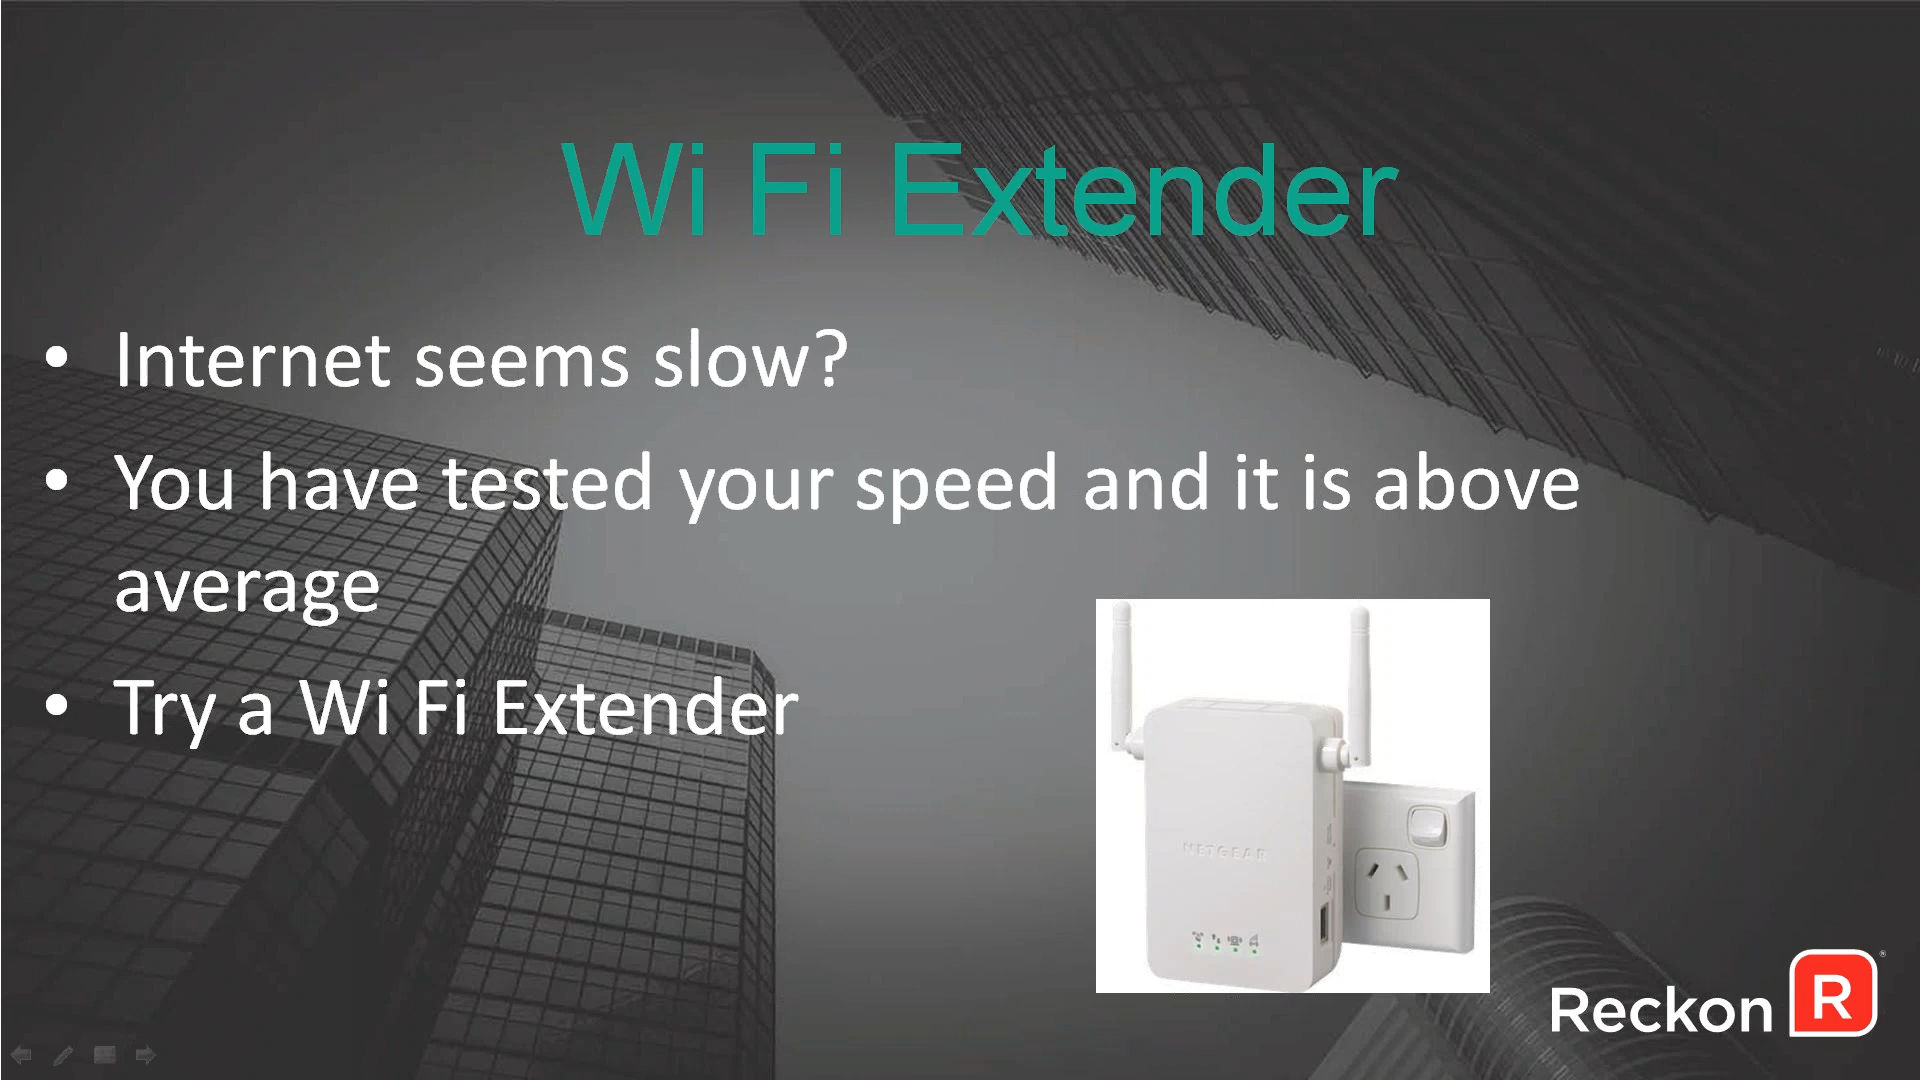 Wi Fi Extender
• Internet seems slow?
• You have tested your speed and it is above
average
• Try a Wi Fi Extender
NETGEAR
Reckon R